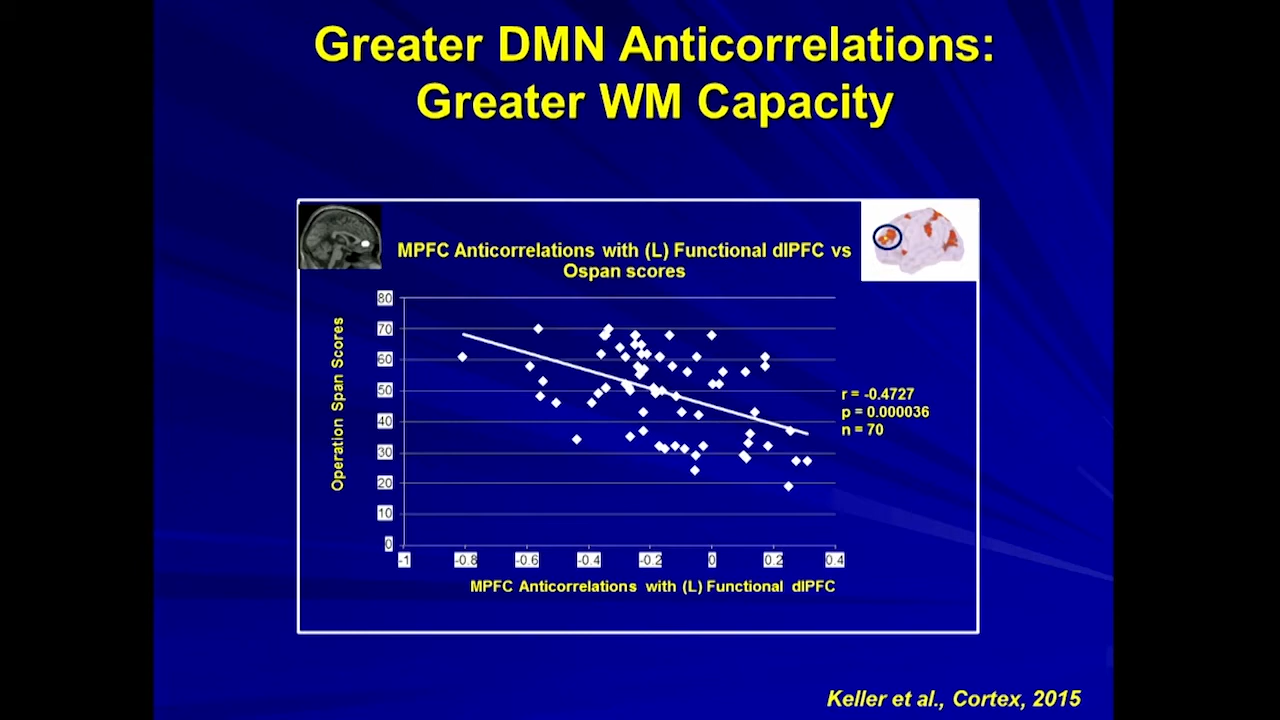 Greater DMN Anticorrelations:
Greater WM Capacity
MPFC Anticorrelations with (L) Functional dlPFC vs
Ospan scores
Operation Span Scores
80
70
60
50
40
30
20
10
0
-1 -0.8 -0.6 -0.4 -0.2 0 0.2 0.4
MPFC Anticorrelations with (L) Functional dlPFC
r = -0.4727
p = 0.000036
n = 70
Keller et al., Cortex, 2015